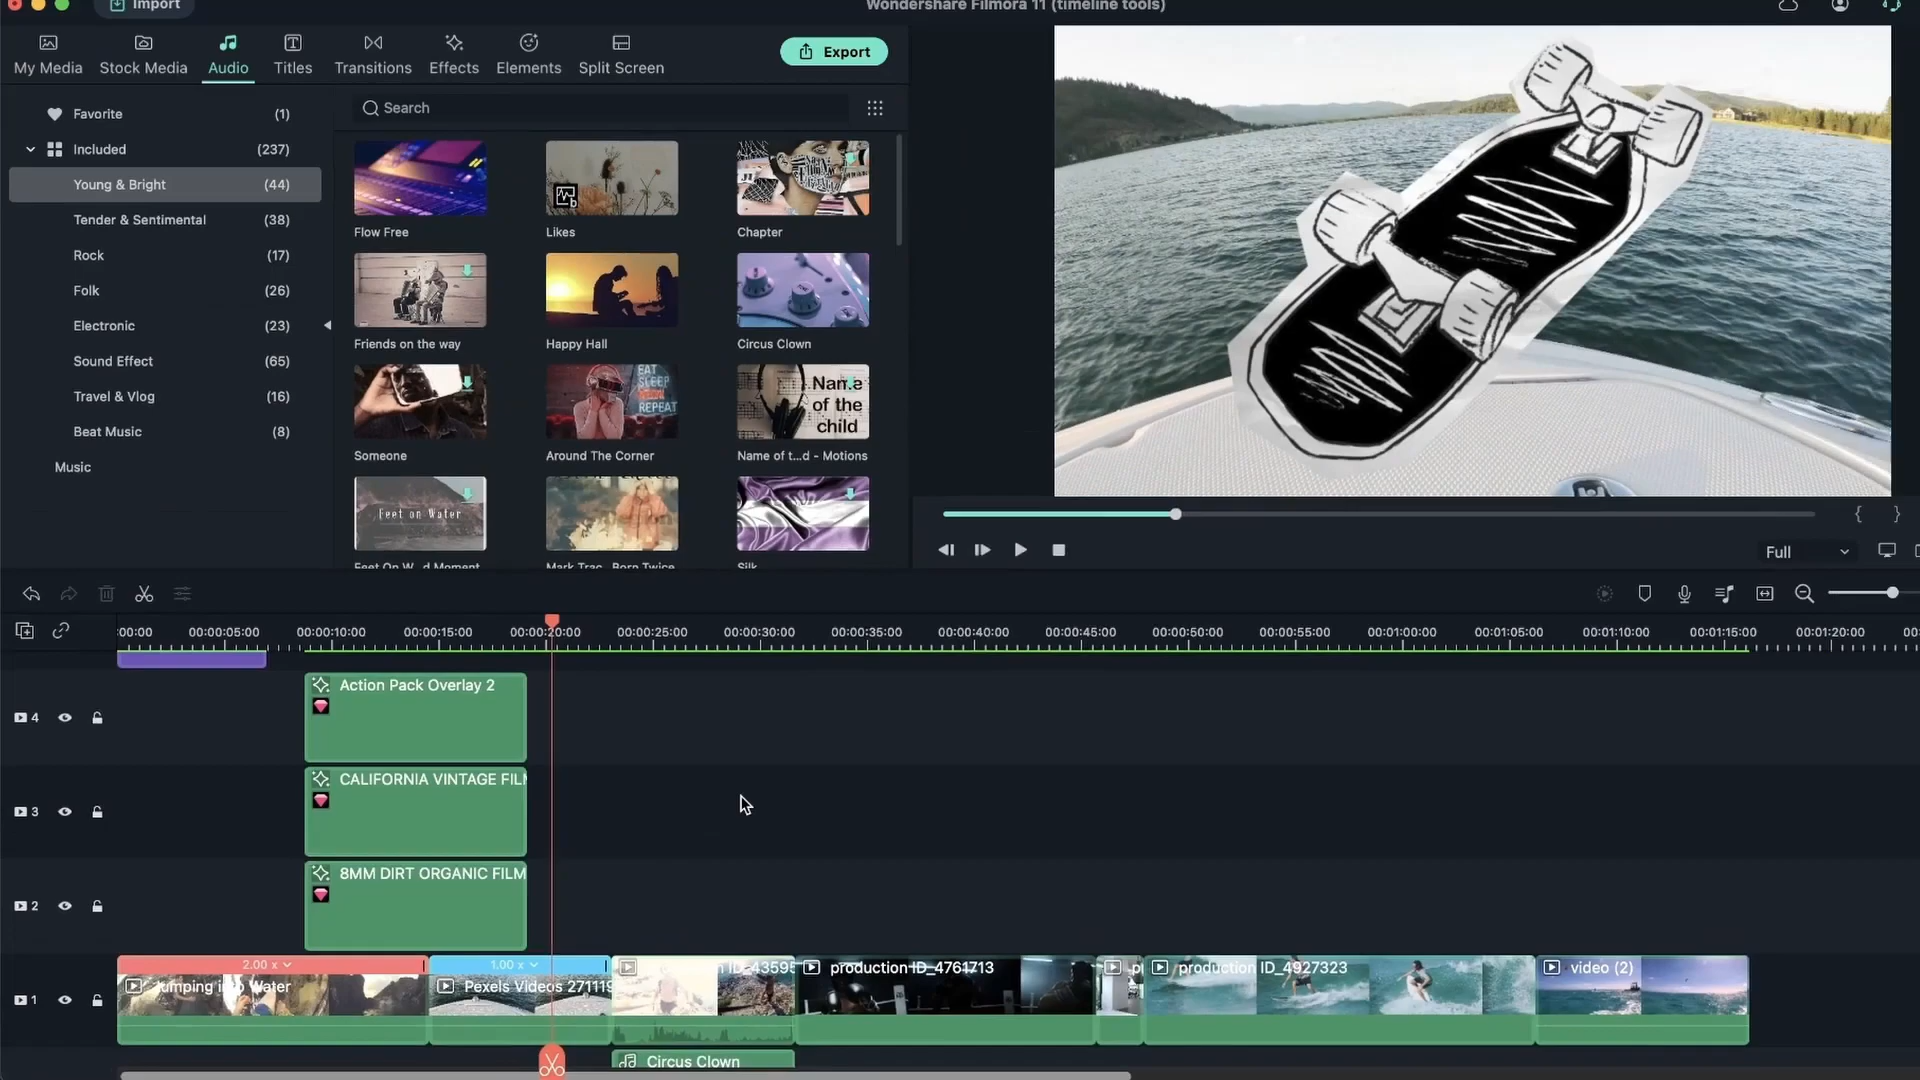 Import
Wondershare Filmora 11 (timeline tools)
My Media
Stock Media
Audio
Titles
Transitions
Effects
Elements
Split Screen
Export
Favorite (1)
Included (237)
Young & Bright (44)
Tender & Sentimental (38)
Rock (17)
Folk (26)
Electronic (23)
Sound Effect (65)
Travel & Vlog (16)
Beat Music (8)
Music
Search
Flow Free
Likes
Chapter
Friends on the way
Happy Hall
Circus Clown
EAT
SLEEP
REPEAT
Name
of the
child
Someone
Around The Corner
Name of t...d - Motions
Feet on Water
Feet On W...d Moment
Mark Trac...Born Twice
Silk
{ }
Full
:00:00
00:00:05:00
00:00:10:00
00:00:15:00
00:00:20:00
00:00:25:00
00:00:30:00
00:00:35:00
00:00:40:00
00:00:45:00
00:00:50:00
00:00:55:00
00:01:00:00
00:01:05:00
00:01:10:00
00:01:15:00
00:01:20:00
4
Action Pack Overlay 2
3
CALIFORNIA VINTAGE FILM
2
8MM DIRT ORGANIC FILM
1
2.00 x
Jumping into Water
1.00 x
Pexels Videos 271119
ID_43595
production ID_4761713
production ID_4927323
video (2)
Circus Clown